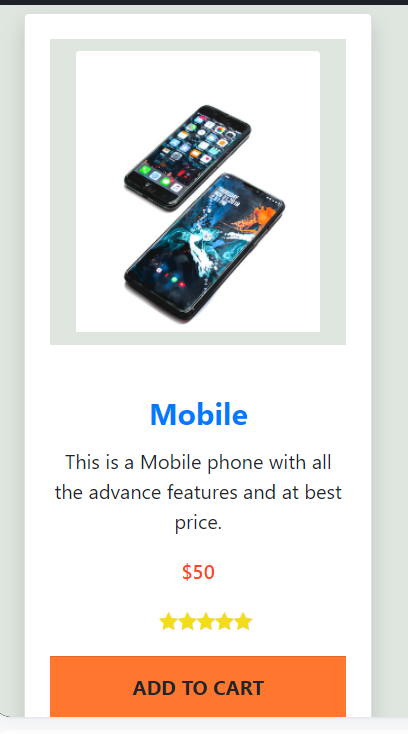 Mobile
This is a Mobile phone with all
the advance features and at best
price.
$50
ADD TO CART